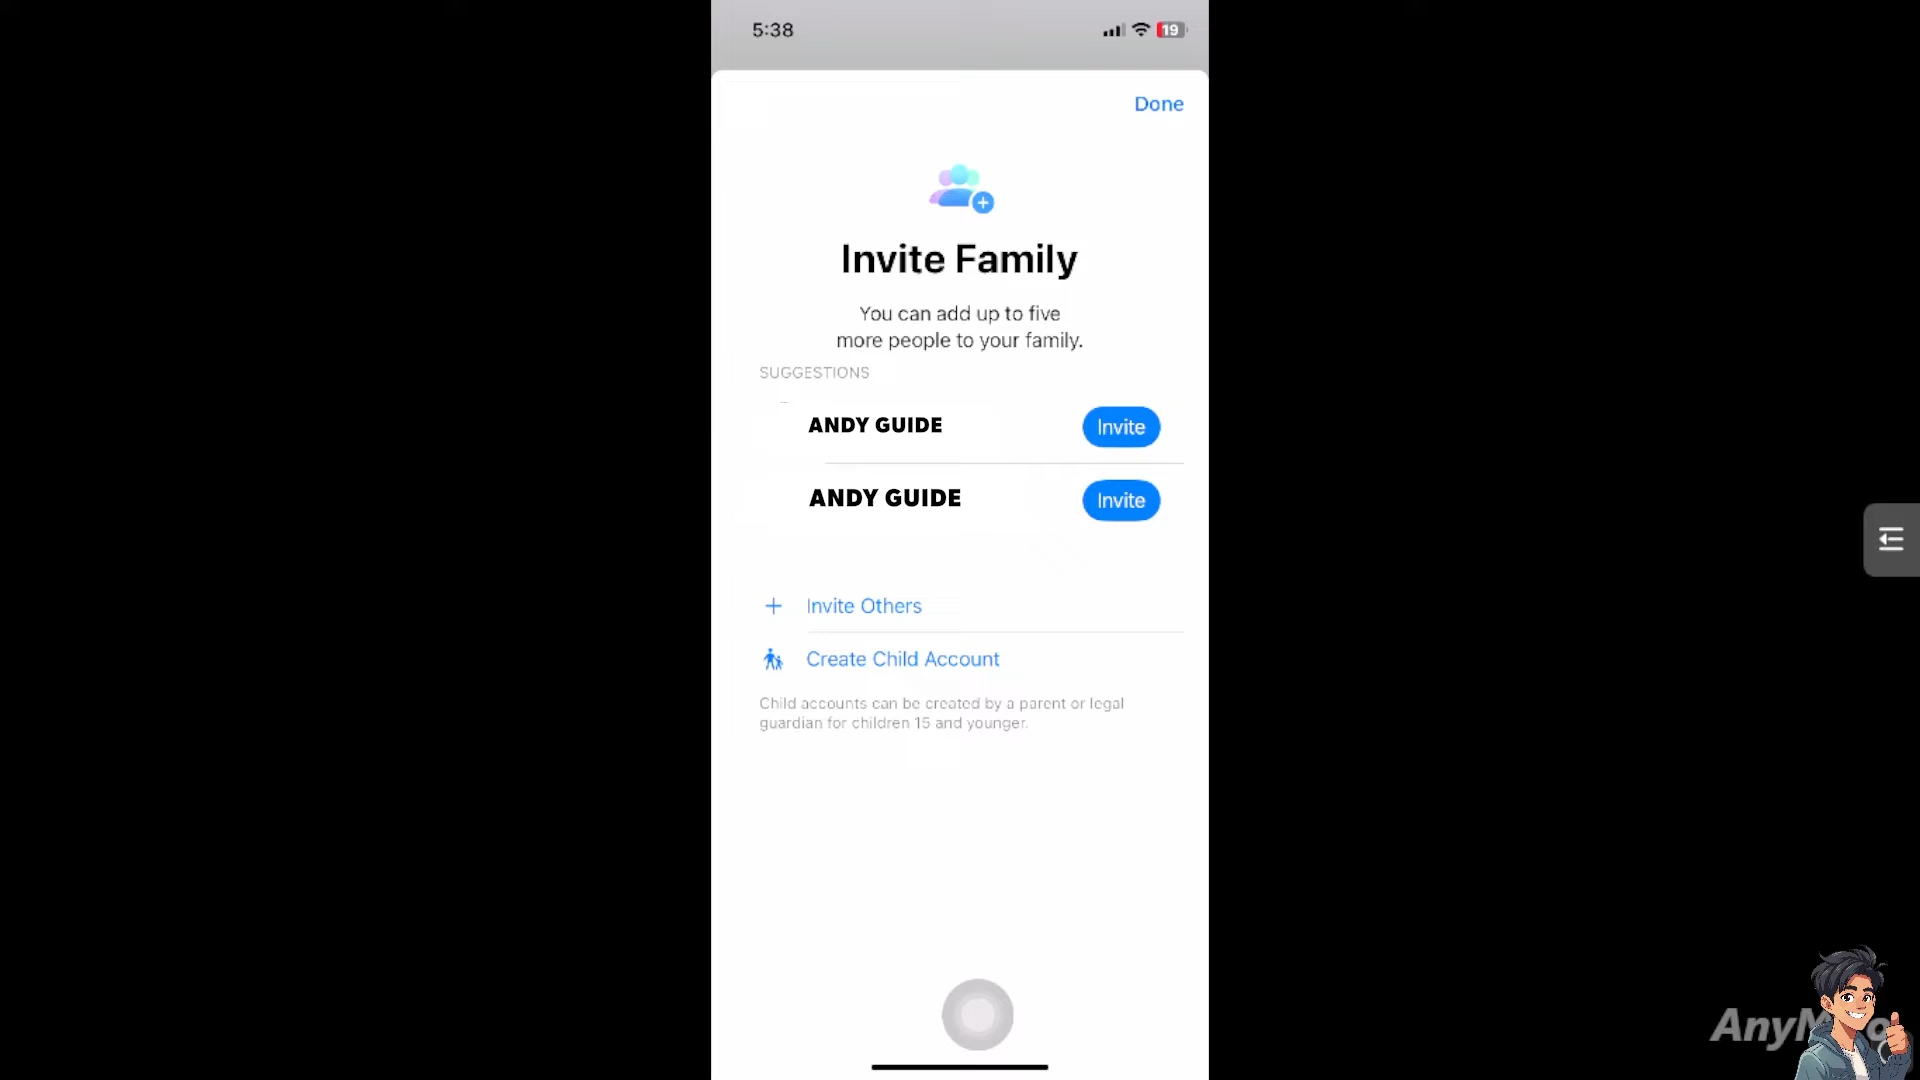 5:38
19
Done
Invite Family
You can add up to five
more people to your family.
SUGGESTIONS
ANDY GUIDE
Invite
ANDY GUIDE
Invite
Invite Others
Create Child Account
Child accounts can be created by a parent or legal
guardian for children 15 and younger.